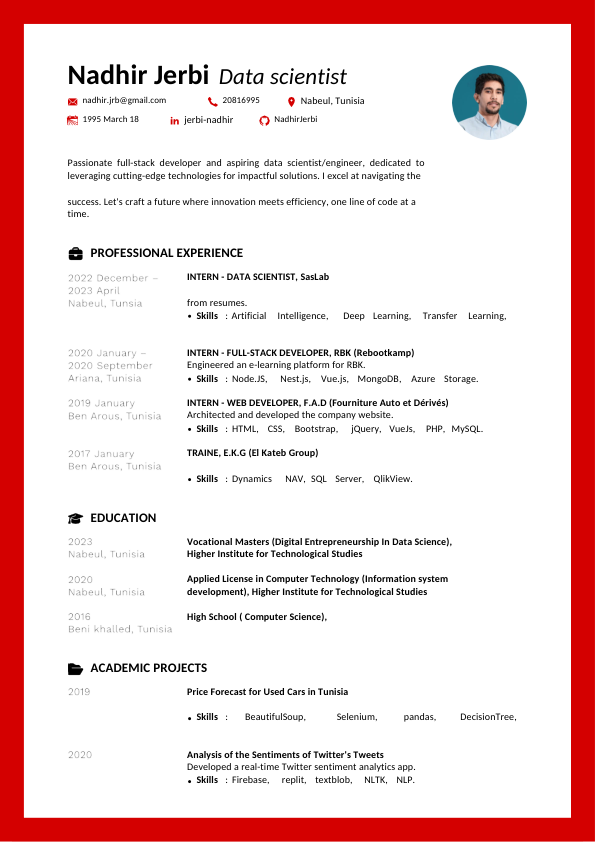 Nadhir Jerbi Data scientist
nadhir.jrb@gmail.com 20816995 Nabeul, Tunisia
1995 March 18 jerbi-nadhir NadhirJerbi
Passionate full-stack developer and aspiring data scientist/engineer, dedicated to
leveraging cutting-edge technologies for impactful solutions. I excel at navigating the
success. Let's craft a future where innovation meets efficiency, one line of code at a
time.
PROFESSIONAL EXPERIENCE
2022 December –
2023 April
Nabeul, Tunsia
INTERN - DATA SCIENTIST, SasLab
from resumes.
• Skills : Artificial Intelligence, Deep Learning, Transfer Learning,
2020 January –
2020 September
Ariana, Tunisia
INTERN - FULL-STACK DEVELOPER, RBK (Rebootkamp)
Engineered an e-learning platform for RBK.
• Skills : Node.JS, Nest.js, Vue.js, MongoDB, Azure Storage.
2019 January
Ben Arous, Tunisia
INTERN - WEB DEVELOPER, F.A.D (Fourniture Auto et Dérivés)
Architected and developed the company website.
• Skills : HTML, CSS, Bootstrap, jQuery, VueJs, PHP, MySQL.
2017 January
Ben Arous, Tunisia
TRAINE, E.K.G (El Kateb Group)
• Skills : Dynamics NAV, SQL Server, QlikView.
EDUCATION
2023
Nabeul, Tunisia
Vocational Masters (Digital Entrepreneurship In Data Science),
Higher Institute for Technological Studies
2020
Nabeul, Tunisia
Applied License in Computer Technology (Information system
development), Higher Institute for Technological Studies
2016
Beni khalled, Tunisia
High School ( Computer Science),
ACADEMIC PROJECTS
2019
Price Forecast for Used Cars in Tunisia
• Skills : BeautifulSoup, Selenium, pandas, DecisionTree,
2020
Analysis of the Sentiments of Twitter's Tweets
Developed a real-time Twitter sentiment analytics app.
• Skills : Firebase, replit, textblob, NLTK, NLP.